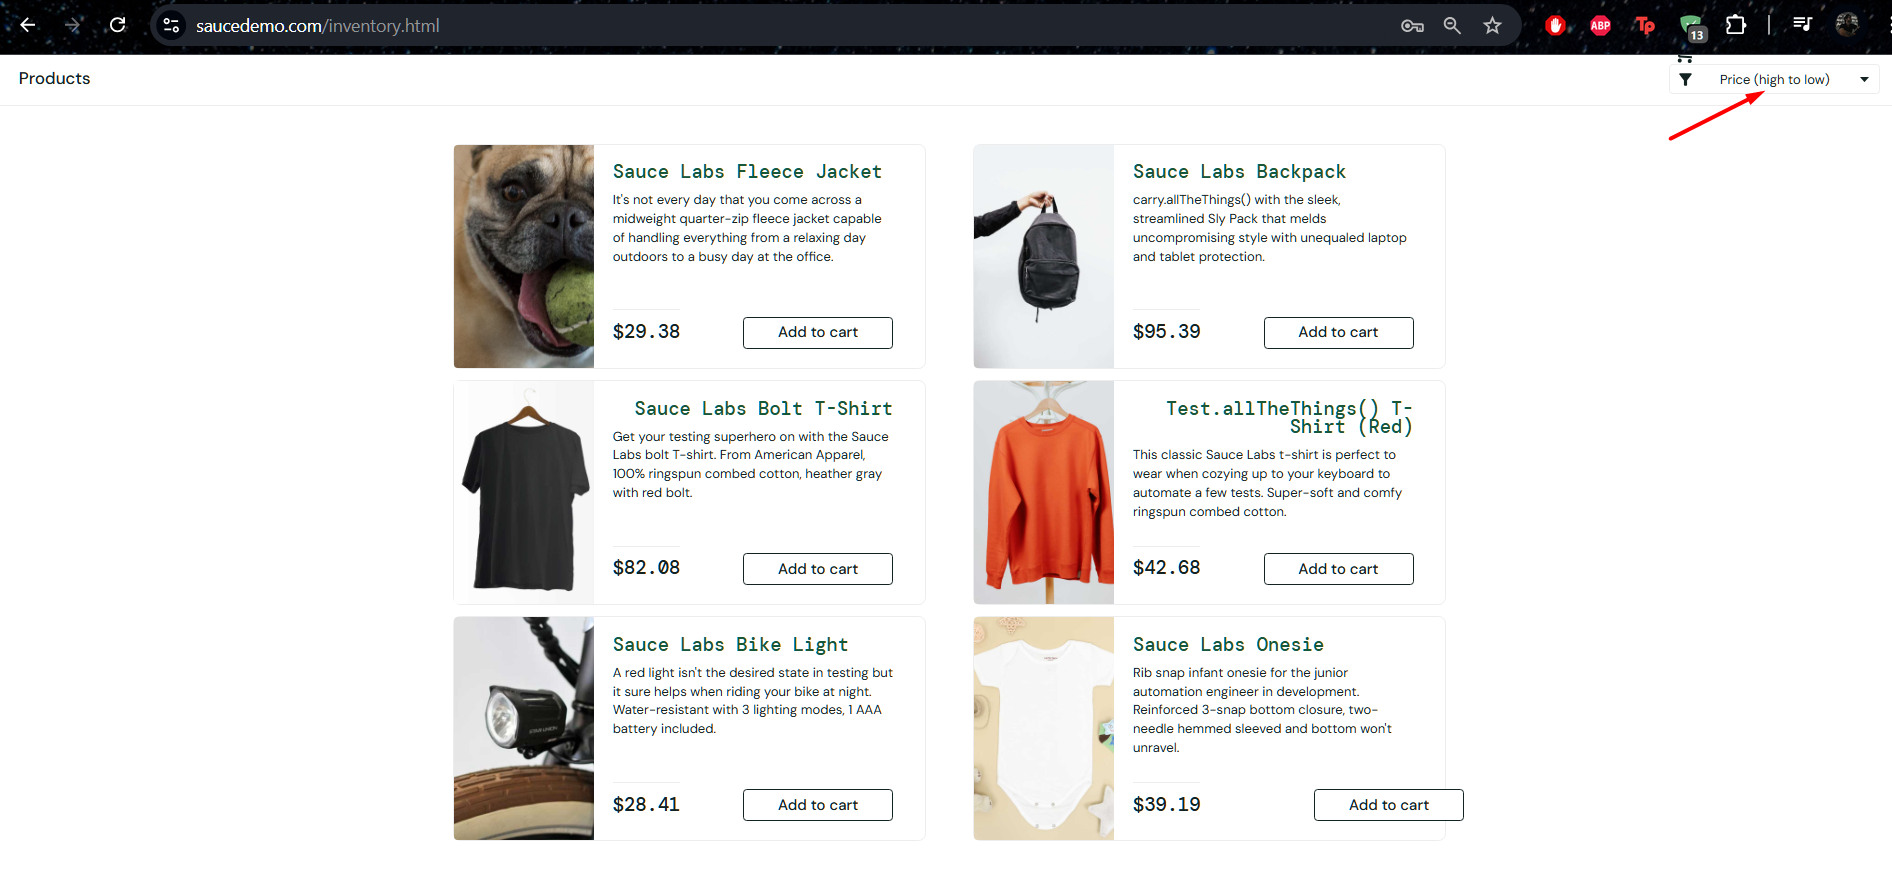 saucedemo.com/inventory.html
ABP
Tp
13
Products
Price (high to low)
Sauce Labs Fleece Jacket
It's not every day that you come across a
midweight quarter-zip fleece jacket capable
of handling everything from a relaxing day
outdoors to a busy day at the office.
$29.38
Add to cart
Sauce Labs Backpack
carry.allTheThings() with the sleek,
streamlined Sly Pack that melds
uncompromising style with unequaled laptop
and tablet protection.
$95.39
Add to cart
Sauce Labs Bolt T-Shirt
Get your testing superhero on with the Sauce
Labs bolt T-shirt. From American Apparel,
100% ringspun combed cotton, heather gray
with red bolt.
$82.08
Add to cart
Test.allTheThings() T-
Shirt (Red)
This classic Sauce Labs t-shirt is perfect to
wear when cozying up to your keyboard to
automate a few tests. Super-soft and comfy
ringspun combed cotton.
$42.68
Add to cart
Sauce Labs Bike Light
A red light isn't the desired state in testing but
it sure helps when riding your bike at night.
Water-resistant with 3 lighting modes, 1 AAA
battery included.
$28.41
Add to cart
Sauce Labs Onesie
Rib snap infant onesie for the junior
automation engineer in development.
Reinforced 3-snap bottom closure, two-
needle hemmed sleeved and bottom won't
unravel.
$39.19
Add to cart